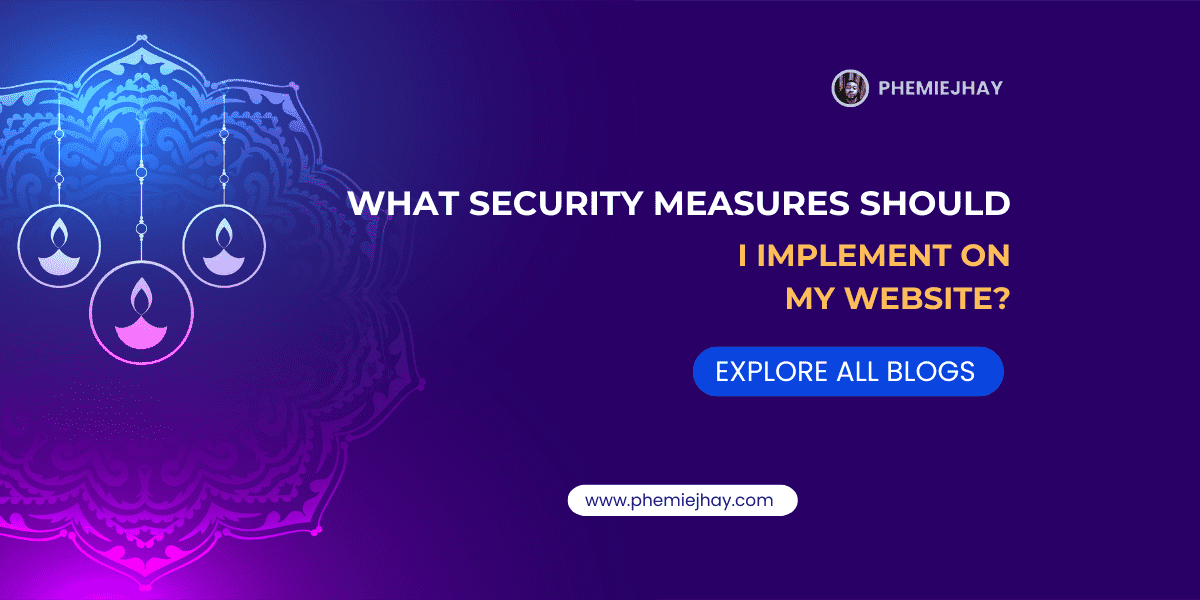 PHEMIEJHAY
WHAT SECURITY MEASURES SHOULD
I IMPLEMENT ON
MY WEBSITE?
EXPLORE ALL BLOGS
www.phemiejhay.com